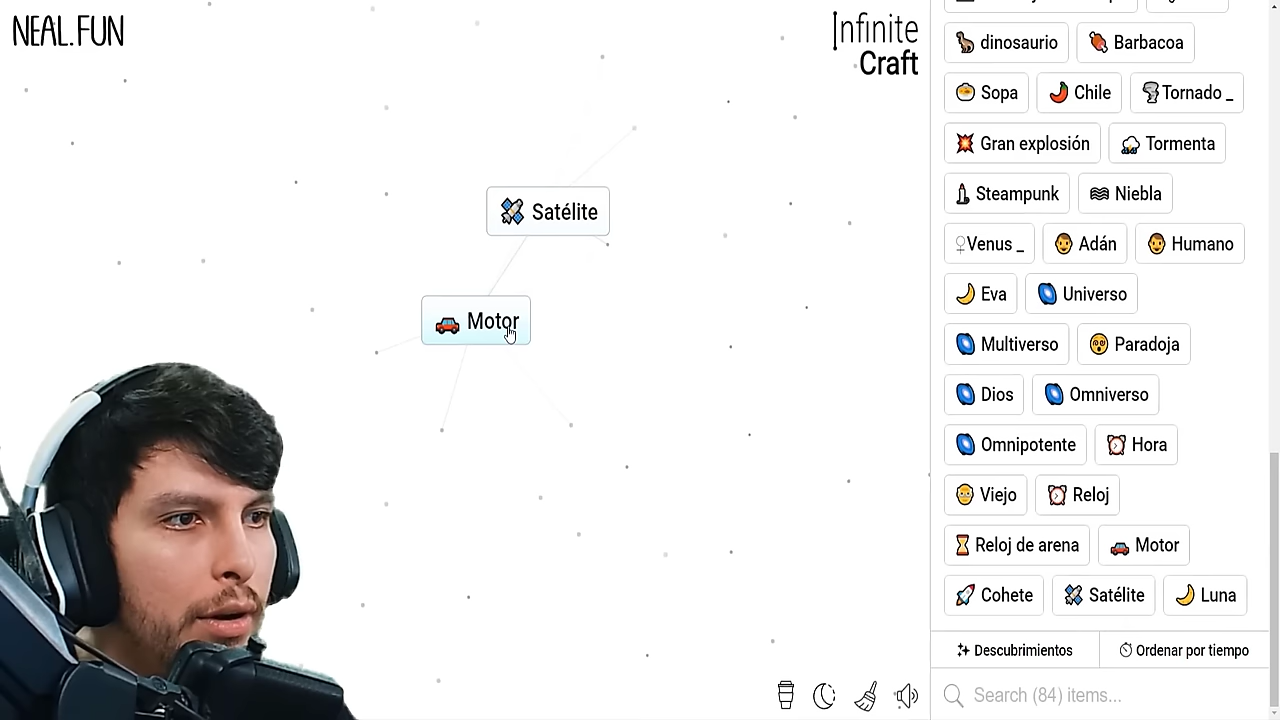 NEAL.FUN
Infinite
Craft
Satélite
Motor
dinosaurio Barbacoa
Sopa Chile Tornado _
Gran explosión Tormenta
Steampunk Niebla
Venus _ Adán Humano
Eva Universo
Multiverso Paradoja
Dios Omniverso
Omnipotente Hora
Viejo Reloj
Reloj de arena Motor
Cohete Satélite Luna
Descubrimientos Ordenar por tiempo
Search (84) items...